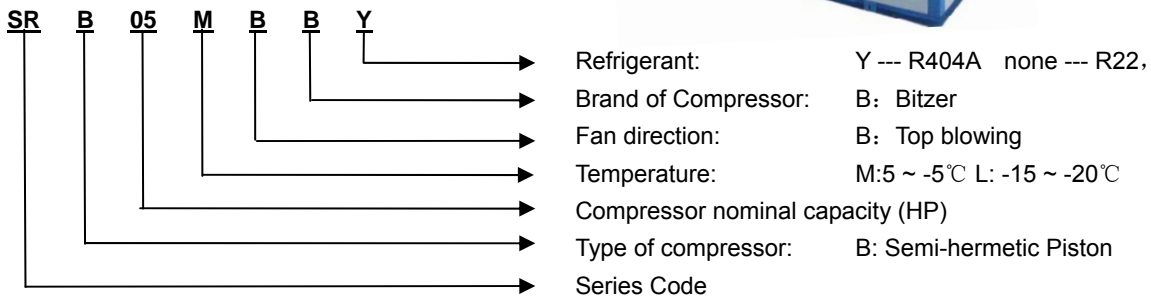 SR B 05 M B B Y
Refrigerant: Y --- R404A none --- R22，
Brand of Compressor: B：Bitzer
Fan direction: B：Top blowing
Temperature: M:5 ~ -5℃ L: -15 ~ -20℃
Compressor nominal capacity (HP)
Type of compressor: B: Semi-hermetic Piston
Series Code